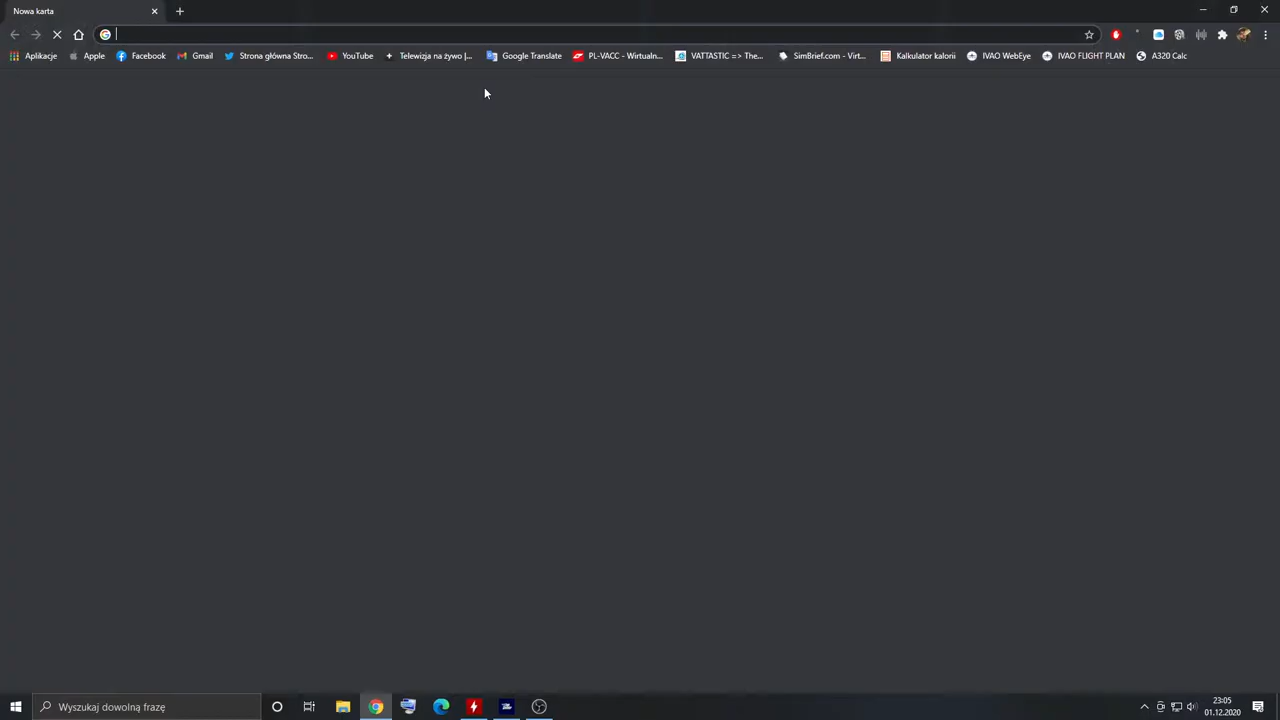 Nowa karta
Aplikacje Apple Facebook Gmail Strona główna Stro... YouTube Telewizja na żywo |... Google Translate PL-VACC - Wirtualn... VATTASTIC => The... SimBrief.com - Virt... Kalkulator kalorii IVAO WebEye IVAO FLIGHT PLAN A320 Calc
Wyszukaj dowolną frazę
23:05
01.12.2020